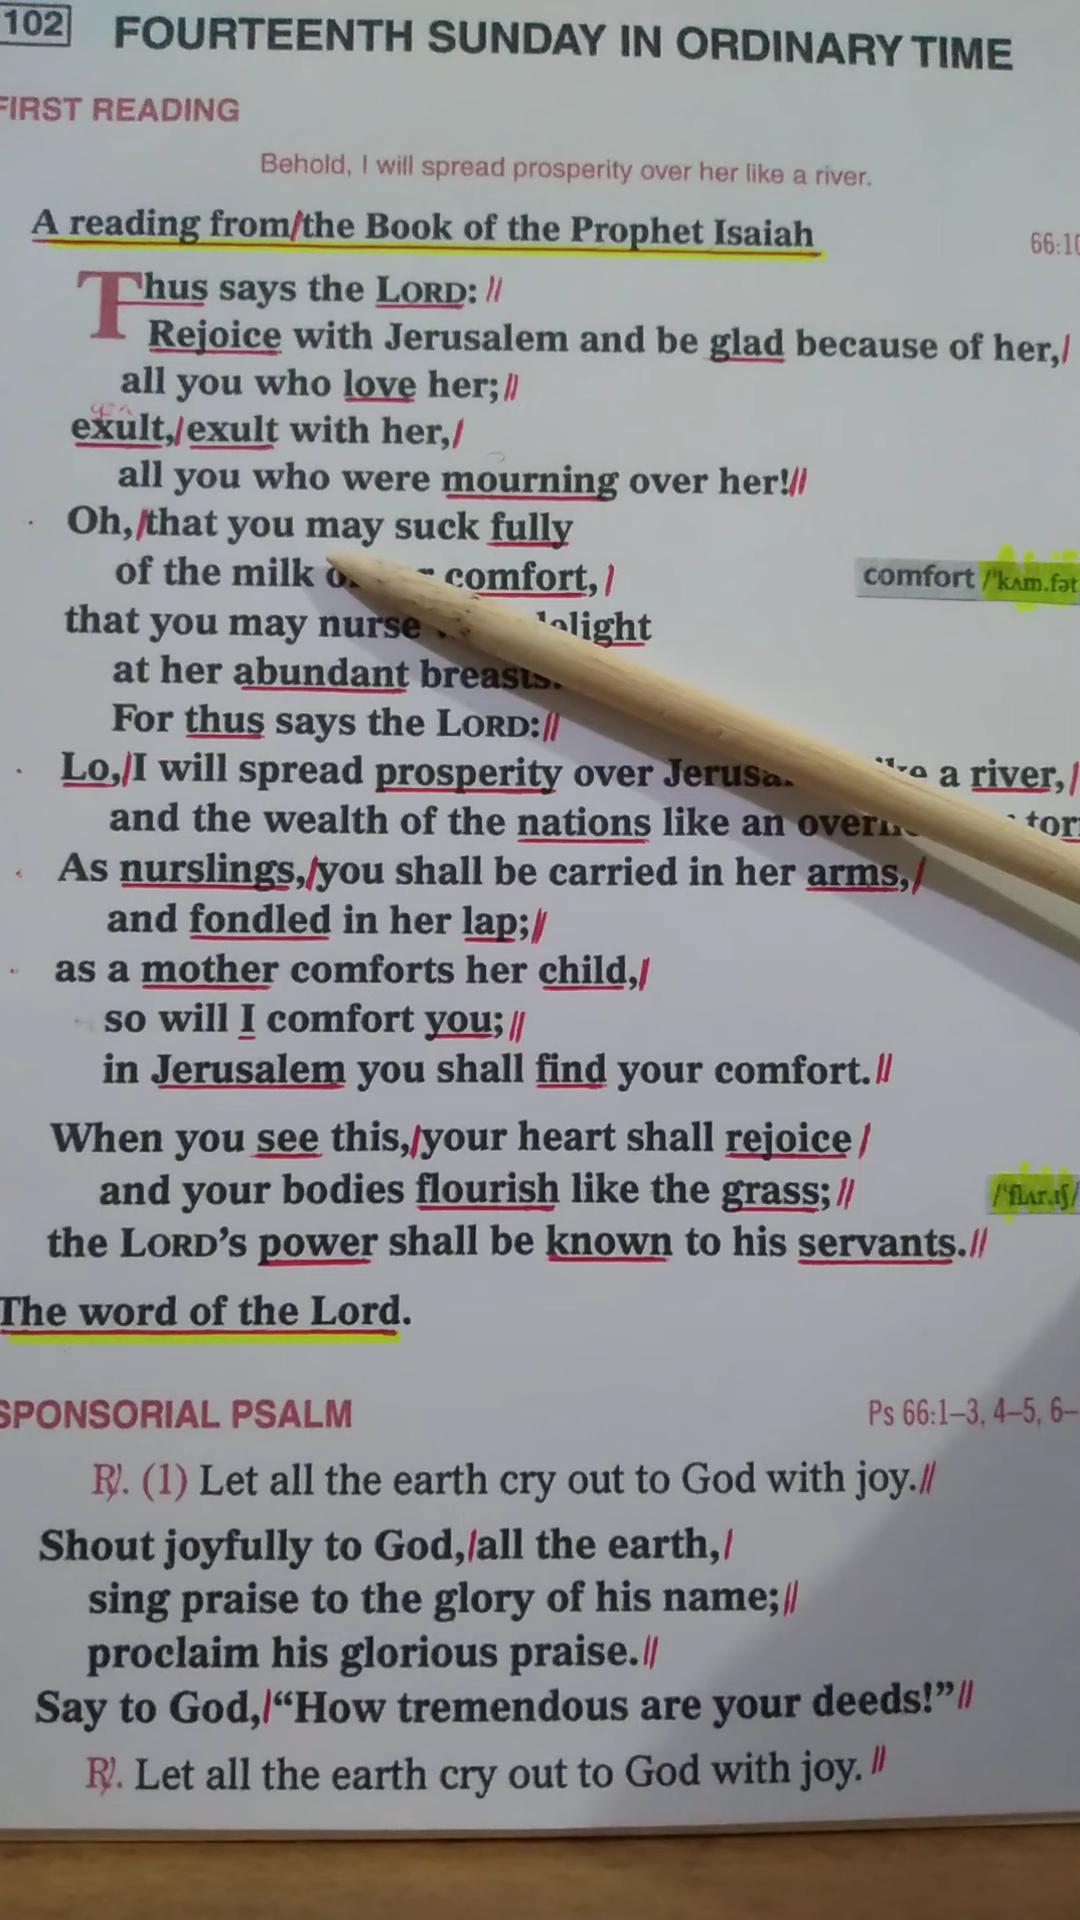 102 FOURTEENTH SUNDAY IN ORDINARY TIME
FIRST READING
Behold, I will spread prosperity over her like a river.
A reading from/the Book of the Prophet Isaiah 66:10
Thus says the LORD: //
Rejoice with Jerusalem and be glad because of her,/
all you who love her;//
exult,/exult with her,/
all you who were mourning over her!//
Oh,/that you may suck fully
of the milk comfort,/ comfort /ˈkʌm.fət
that you may nurse
at her abundant breasts.
For thus says the LORD://
Lo,/I will spread prosperity over a river,/
and the wealth of the nations like an
As nurslings,/you shall be carried in her arms,/
and fondled in her lap;//
as a mother comforts her child,/
so will I comfort you;//
in Jerusalem you shall find your comfort.//
When you see this,/your heart shall rejoice/
and your bodies flourish like the grass;// /ˈflʌr.ɪʃ/
the LORD's power shall be known to his servants.//
The word of the Lord.
SPONSORIAL PSALM Ps 66:1–3, 4–5, 6–
R/. (1) Let all the earth cry out to God with joy.//
Shout joyfully to God,/all the earth,/
sing praise to the glory of his name;//
proclaim his glorious praise.//
Say to God,/“How tremendous are your deeds!”//
R/. Let all the earth cry out to God with joy. //